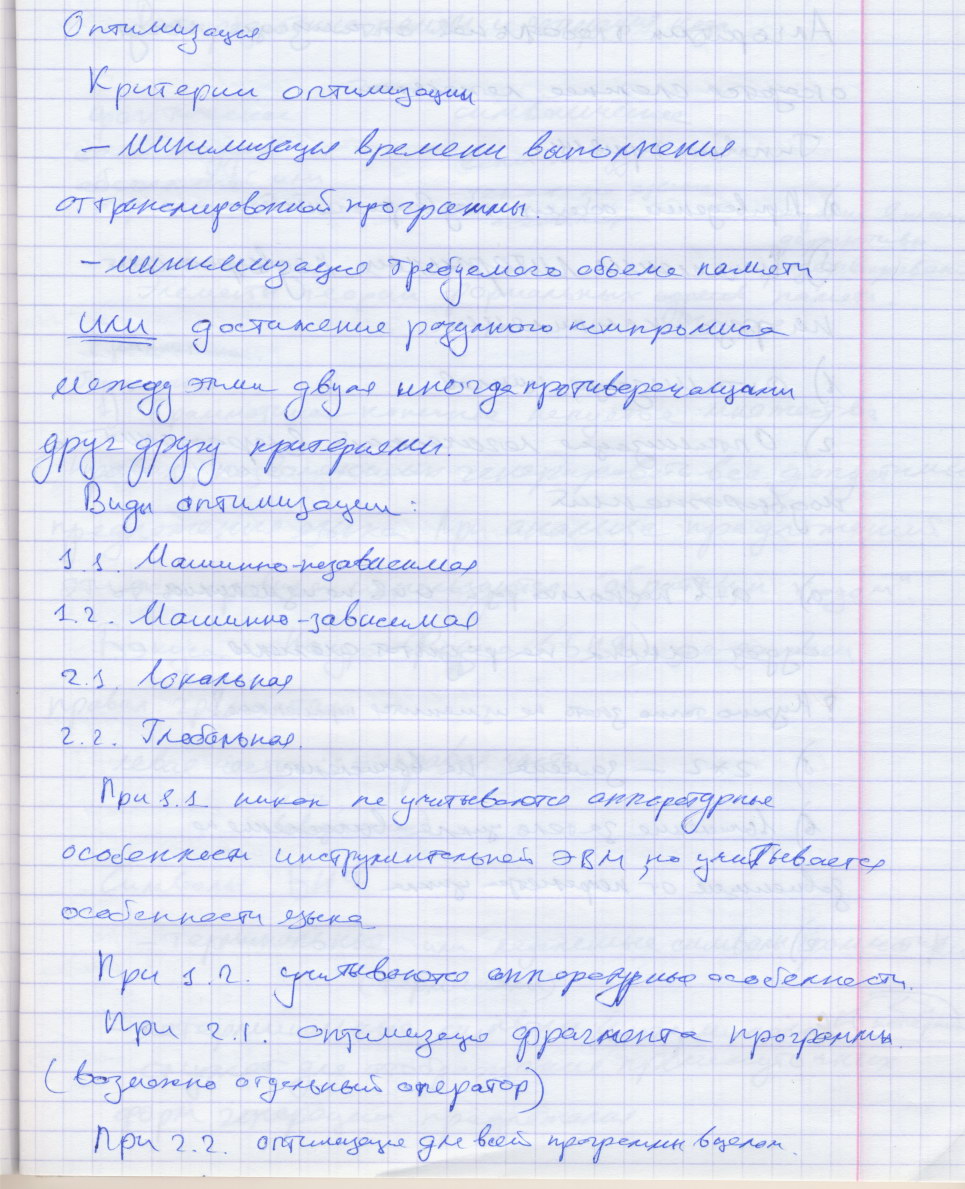 Оптимизация
Критерии оптимизации
– минимизация времени выполнения
оттранслированной программы.
– минимизация требуемого объема памяти
или достижение разумного компромисса
между этими двумя иногда противоречащими
друг другу критериями.
Виды оптимизации:
1.1. Машинно-независимая
1.2. Машинно-зависимая
2.1. Локальная
2.2. Глобальная.
При 1.1 никак не учитываются аппаратурные
особенности инструментальной ЭВМ, но учитывается
особенности языка
При 1.2. учитываются аппаратурные особенности.
При 2.1. оптимизация фрагмента программы.
(возможно отдельный оператор)
При 2.2. оптимизация для всей программы в целом.